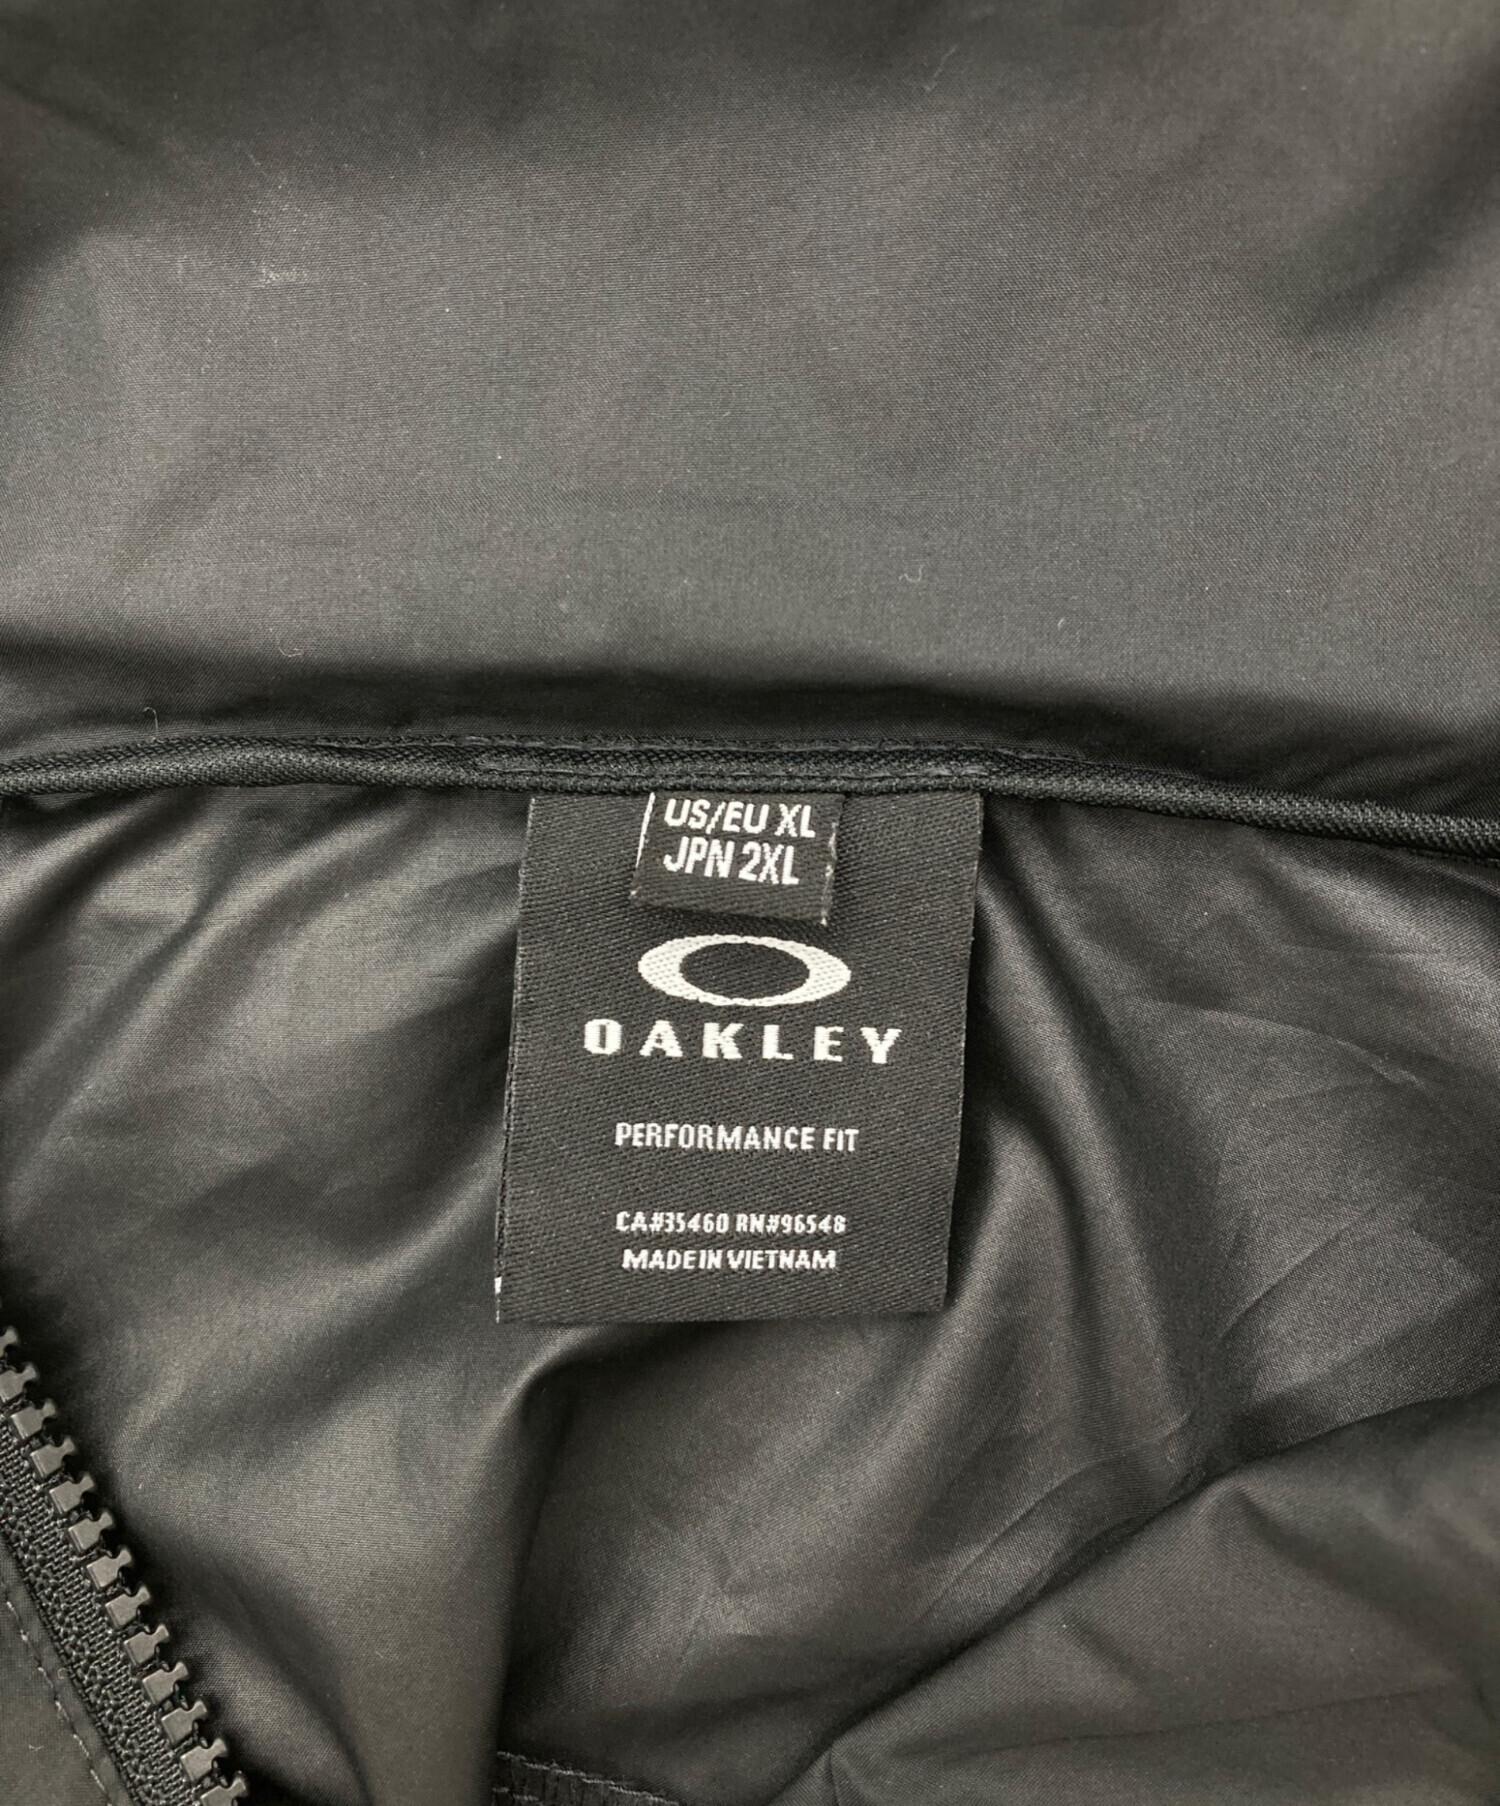 US/EU XL
JPN 2XL
OAKLEY
PERFORMANCE FIT
CA#35460 RN#96548
MADE IN VIETNAM